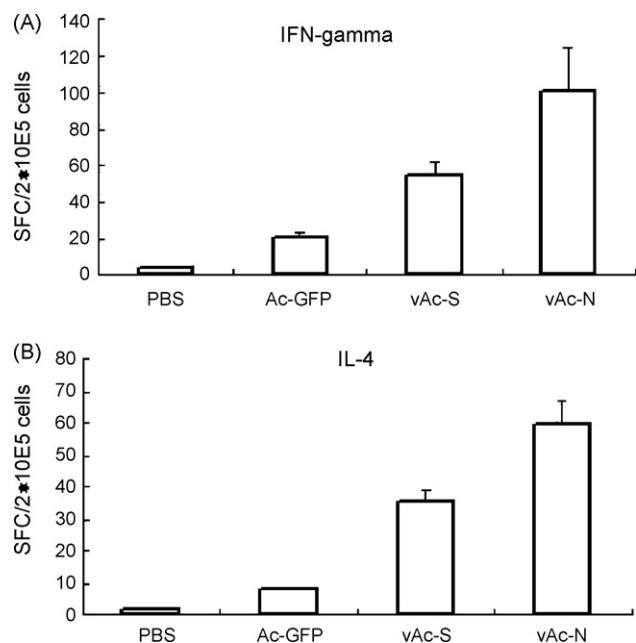 (A)
IFN-gamma
SFC/2*10E5 cells
140
120
100
80
60
40
20
0
PBS Ac-GFP vAc-S vAc-N
(B)
IL-4
SFC/2*10E5 cells
80
70
60
50
40
30
20
10
0
PBS Ac-GFP vAc-S vAc-N